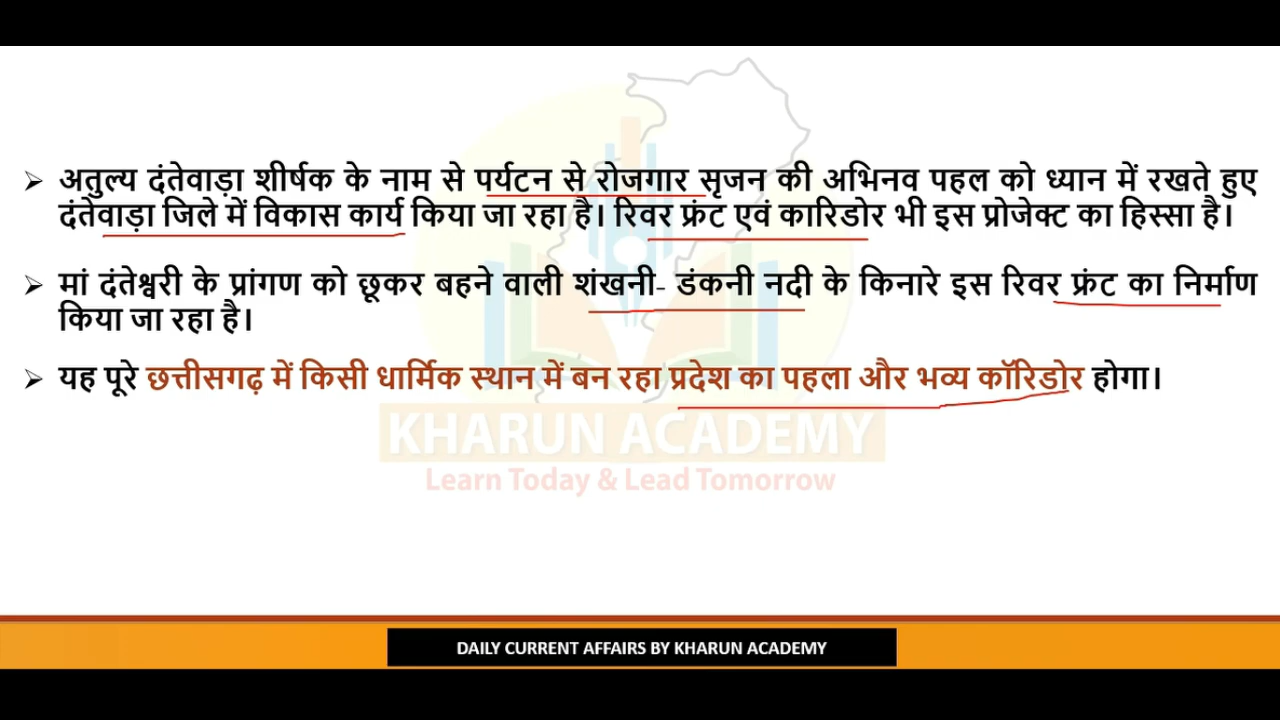 ➢ अतुल्य दंतेवाड़ा शीर्षक के नाम से पर्यटन से रोजगार सृजन की अभिनव पहल को ध्यान में रखते हुए
दंतेवाड़ा जिले में विकास कार्य किया जा रहा है। रिवर फ्रंट एवं कारिडोर भी इस प्रोजेक्ट का हिस्सा है।
➢ मां दंतेश्वरी के प्रांगण को छूकर बहने वाली शंखनी- डंकनी नदी के किनारे इस रिवर फ्रंट का निर्माण
किया जा रहा है।
➢ यह पूरे छत्तीसगढ़ में किसी धार्मिक स्थान में बन रहा प्रदेश का पहला और भव्य कॉरिडोर होगा।
KHARUN ACADEMY
Learn Today & Lead Tomorrow
DAILY CURRENT AFFAIRS BY KHARUN ACADEMY